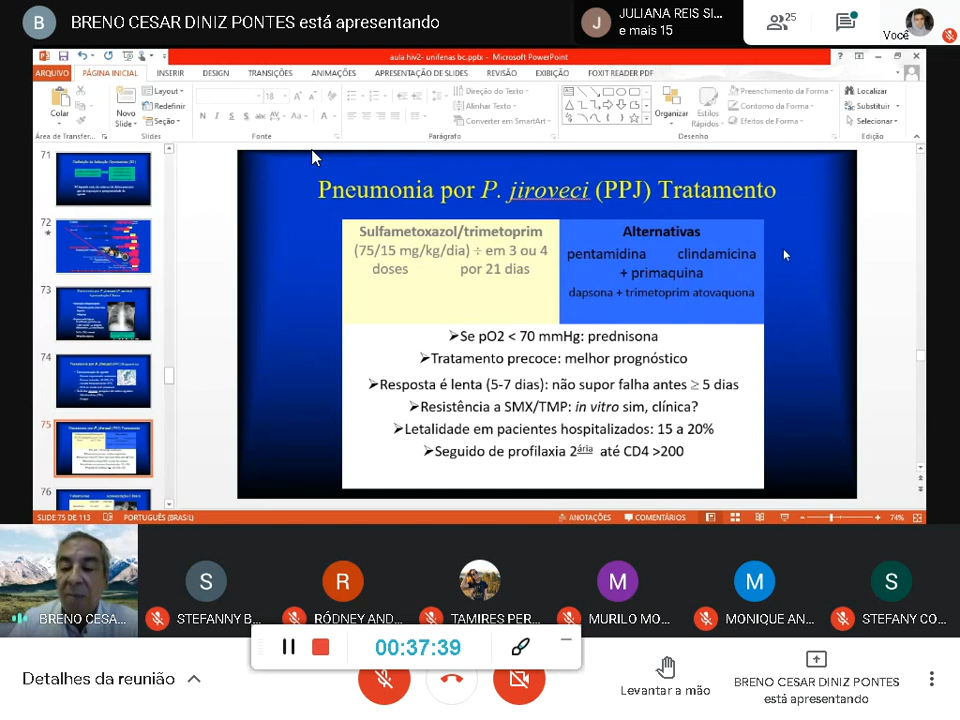 B BRENO CESAR DINIZ PONTES está apresentando
J JULIANA REIS SI...
e mais 15
25
Você
aula hiv2- unifenas bc.pptx - Microsoft PowerPoint
ARQUIVO PÁGINA INICIAL INSERIR DESIGN TRANSIÇÕES ANIMAÇÕES APRESENTAÇÃO DE SLIDES REVISÃO EXIBIÇÃO FOXIT READER PDF
Colar
Novo
Slide
Layout
Redefinir
Seção
18
N I S S abc AV Aa A
Direção do Texto
Alinhar Texto
Converter em SmartArt
Organizar
Estilos
Rápidos
Preenchimento da Forma
Contorno da Forma
Efeitos de Forma
Localizar
Substituir
Selecionar
Área de Transfer... Slides Fonte Parágrafo Desenho Edição
71
72
73
74
75
76
Pneumonia por P. jiroveci (PPJ) Tratamento
Sulfametoxazol/trimetoprim
(75/15 mg/kg/dia) ÷ em 3 ou 4
doses por 21 dias
Alternativas
pentamidina clindamicina
+ primaquina
dapsona + trimetoprim atovaquona
➢Se pO2 < 70 mmHg: prednisona
➢Tratamento precoce: melhor prognóstico
➢Resposta é lenta (5-7 dias): não supor falha antes ≥ 5 dias
➢Resistência a SMX/TMP: in vitro sim, clínica?
➢Letalidade em pacientes hospitalizados: 15 a 20%
➢Seguido de profilaxia 2ária até CD4 >200
SLIDE 75 DE 113 PORTUGUÊS (BRASIL) ANOTAÇÕES COMENTÁRIOS 74%
S R M M S
BRENO CESA... STEFANNY B... RÓDNEY AND... TAMIRES PER... MURILO MO... MONIQUE AN... STEFANY CO...
00:37:39
Detalhes da reunião
Levantar a mão
BRENO CESAR DINIZ PONTES
está apresentando